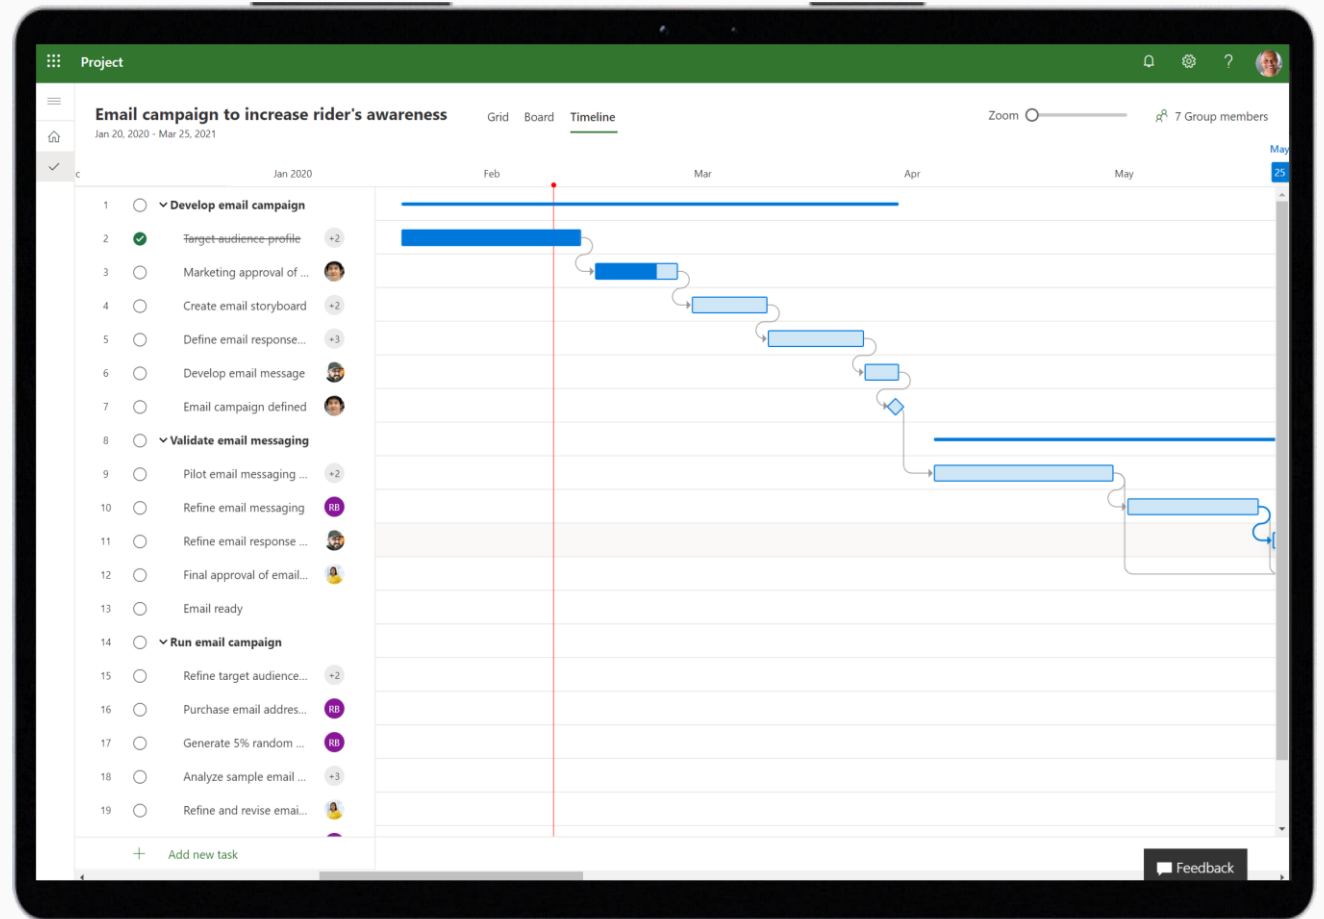 Project
Email campaign to increase rider's awareness
Grid Board Timeline
Zoom
7 Group members
Jan 20, 2020 - Mar 25, 2021
May
c Jan 2020 Feb Mar Apr May 25
1 Develop email campaign
2 Target audience profile +2
3 Marketing approval of ...
4 Create email storyboard +2
5 Define email response... +3
6 Develop email message
7 Email campaign defined
8 Validate email messaging
9 Pilot email messaging ... +2
10 Refine email messaging RB
11 Refine email response ...
12 Final approval of email...
13 Email ready
14 Run email campaign
15 Refine target audience... +2
16 Purchase email addres... RB
17 Generate 5% random ... RB
18 Analyze sample email ... +3
19 Refine and revise emai...
+ Add new task
Feedback